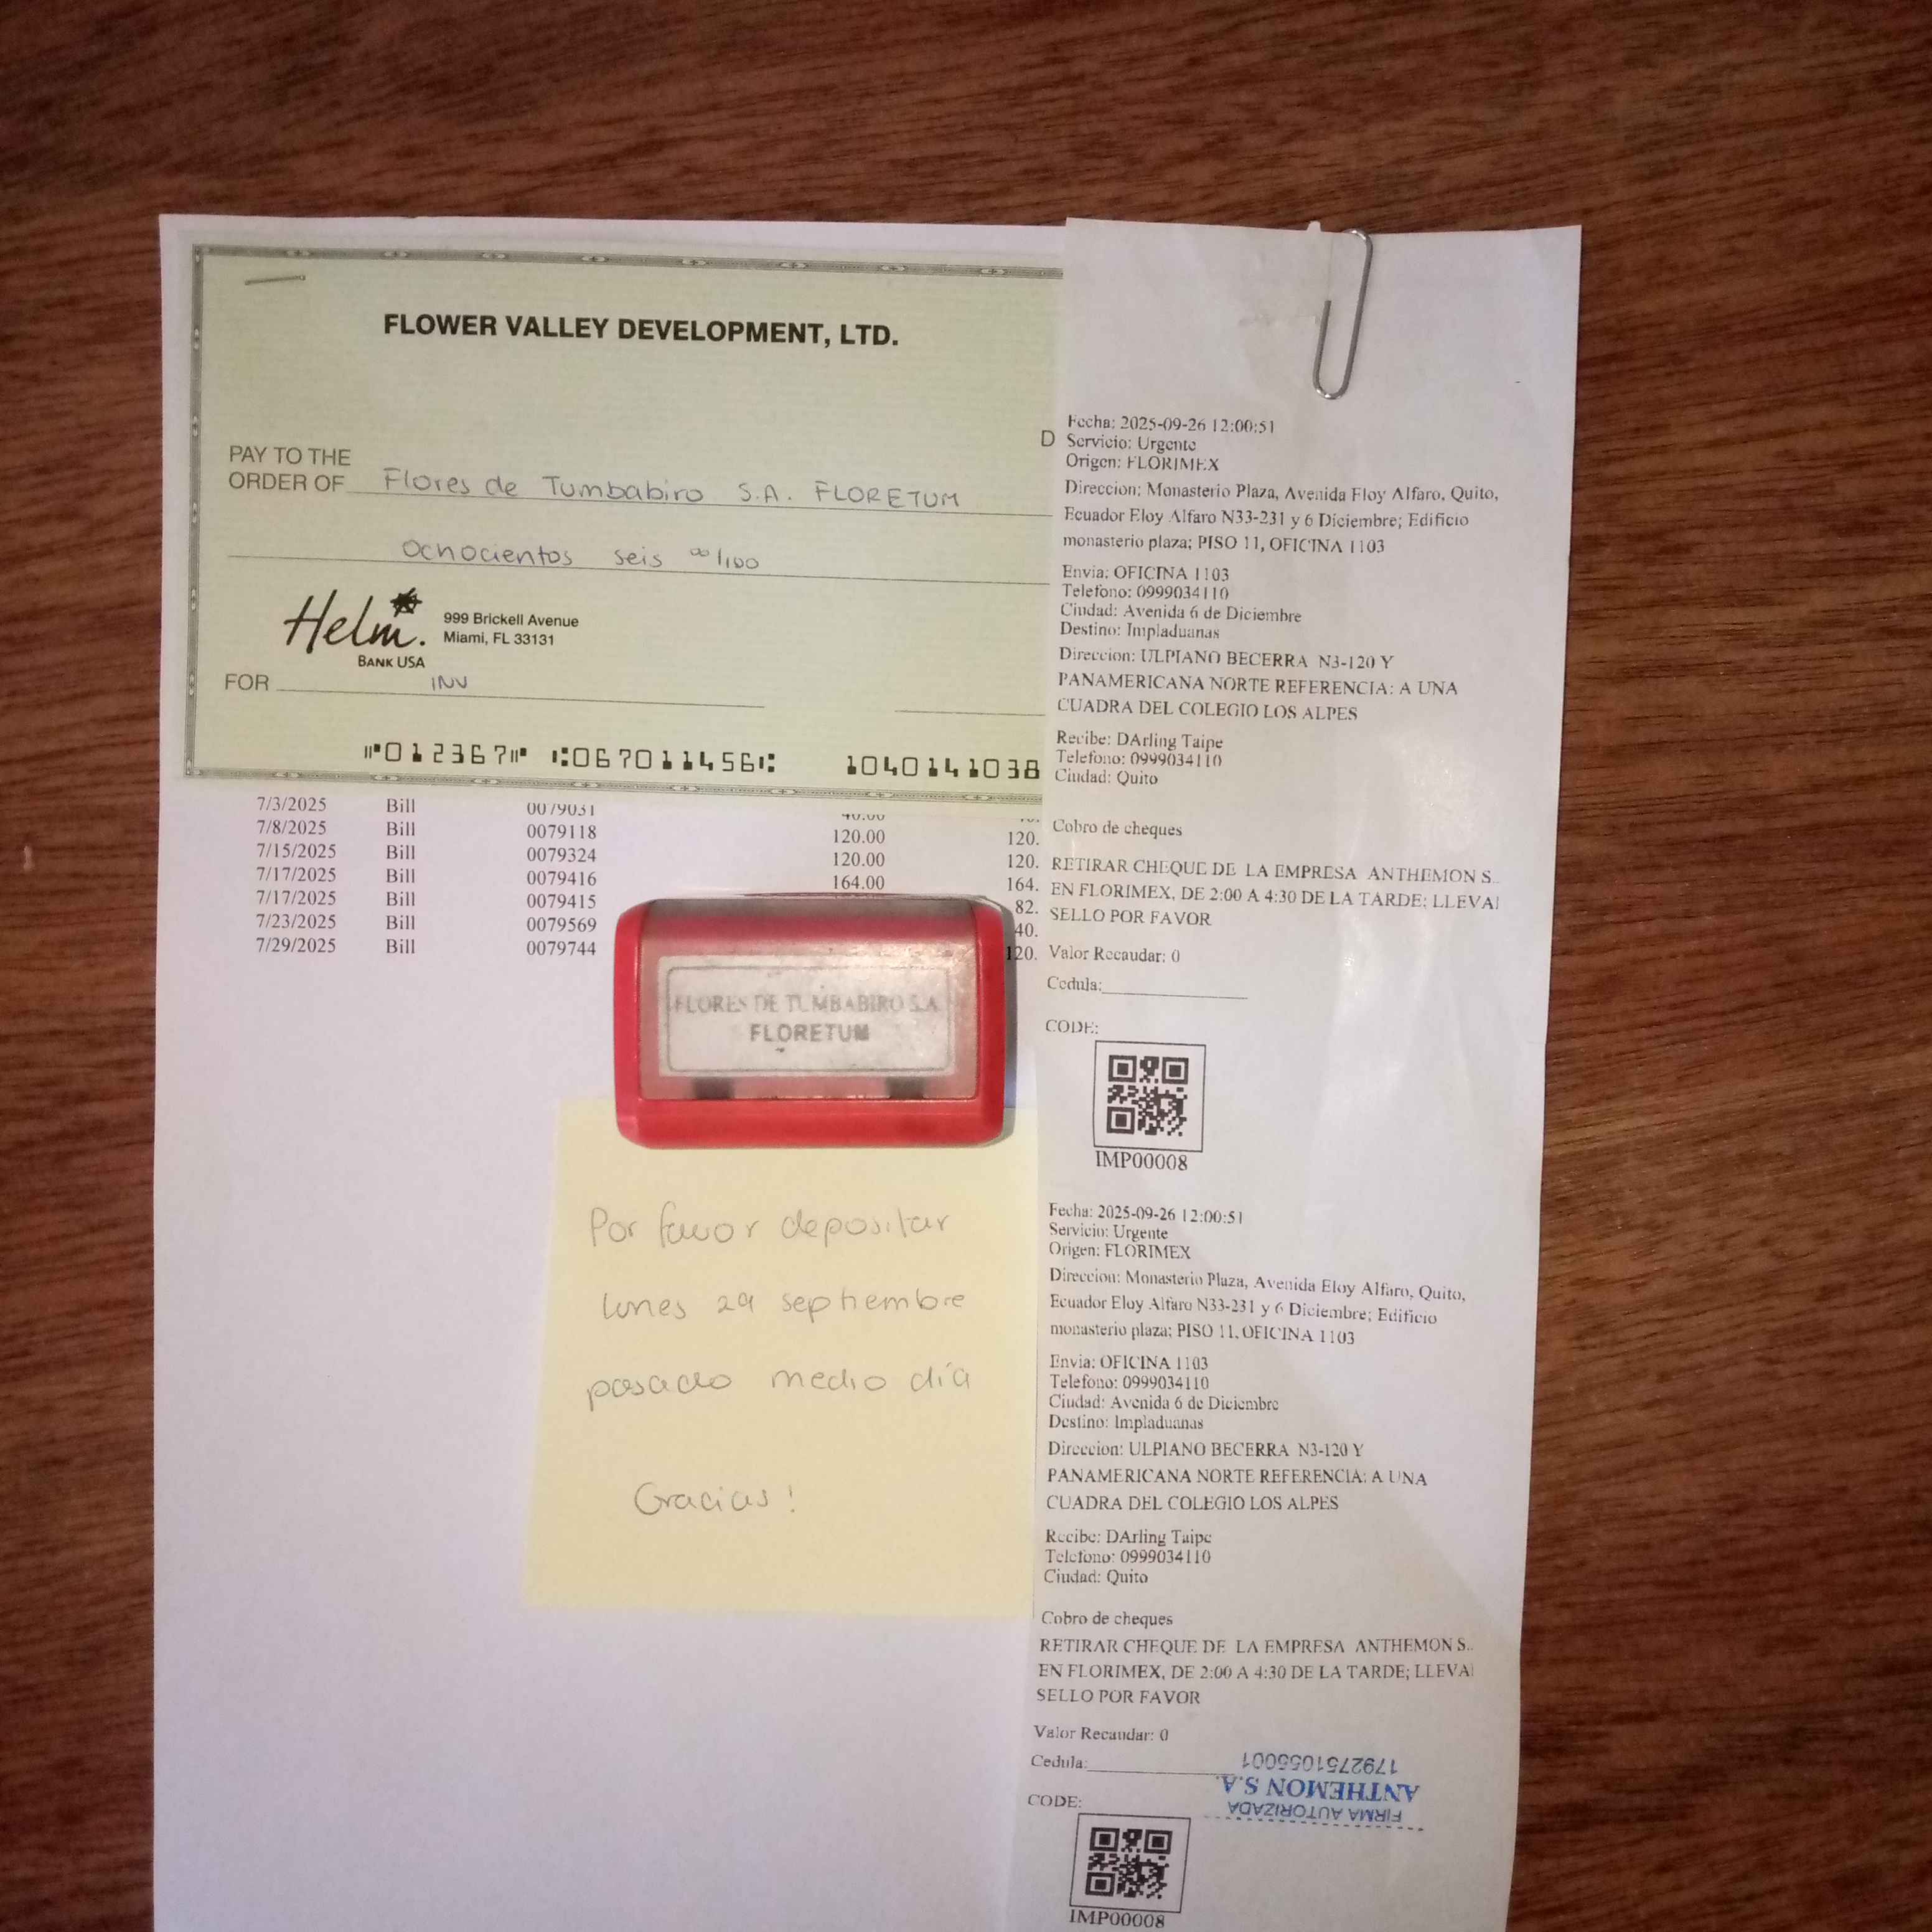 FLOWER VALLEY DEVELOPMENT, LTD.
D
PAY TO THE
ORDER OF Flores de Tumbabiro S.A. FLORETUM
Ochocientos seis 00/100
Helm.
BANK USA
999 Brickell Avenue
Miami, FL 33131
FOR INV
⑈012367⑈ ⑆067011456⑆ 1040141038
7/3/2025 Bill 0079031 40.00
7/8/2025 Bill 0079118 120.00 120.
7/15/2025 Bill 0079324 120.00 120.
7/17/2025 Bill 0079416 164.00 164.
7/17/2025 Bill 0079415 82.
7/23/2025 Bill 0079569 40.
7/29/2025 Bill 0079744 120.
FLORES DE TUMBABIRO S.A.
FLORETUM
Por favor depositar
lunes 29 septiembre
pasado medio día
Gracias!
Fecha: 2025-09-26 12:00:51
Servicio: Urgente
Origen: FLORIMEX
Direccion: Monasterio Plaza, Avenida Eloy Alfaro, Quito,
Ecuador Eloy Alfaro N33-231 y 6 Diciembre; Edificio
monasterio plaza; PISO 11, OFICINA 1103
Envia: OFICINA 1103
Telefono: 0999034110
Ciudad: Avenida 6 de Diciembre
Destino: Impladuanas
Direccion: ULPIANO BECERRA N3-120 Y
PANAMERICANA NORTE REFERENCIA: A UNA
CUADRA DEL COLEGIO LOS ALPES
Recibe: DArling Taipe
Telefono: 0999034110
Ciudad: Quito
Cobro de cheques
RETIRAR CHEQUE DE LA EMPRESA ANTHEMON S..
EN FLORIMEX, DE 2:00 A 4:30 DE LA TARDE; LLEVA
SELLO POR FAVOR
Valor Recaudar: 0
Cedula:
CODE:
IMP00008
Fecha: 2025-09-26 12:00:51
Servicio: Urgente
Origen: FLORIMEX
Direccion: Monasterio Plaza, Avenida Eloy Alfaro, Quito,
Ecuador Eloy Alfaro N33-231 y 6 Diciembre; Edificio
monasterio plaza; PISO 11, OFICINA 1103
Envia: OFICINA 1103
Telefono: 0999034110
Ciudad: Avenida 6 de Diciembre
Destino: Impladuanas
Direccion: ULPIANO BECERRA N3-120 Y
PANAMERICANA NORTE REFERENCIA: A UNA
CUADRA DEL COLEGIO LOS ALPES
Recibe: DArling Taipe
Telefono: 0999034110
Ciudad: Quito
Cobro de cheques
RETIRAR CHEQUE DE LA EMPRESA ANTHEMON S..
EN FLORIMEX, DE 2:00 A 4:30 DE LA TARDE; LLEVA
SELLO POR FAVOR
Valor Recaudar: 0
Cedula:
CODE:
IMP00008
FIRMA AUTORIZADA
ANTHEMON S.A.
1792751055001